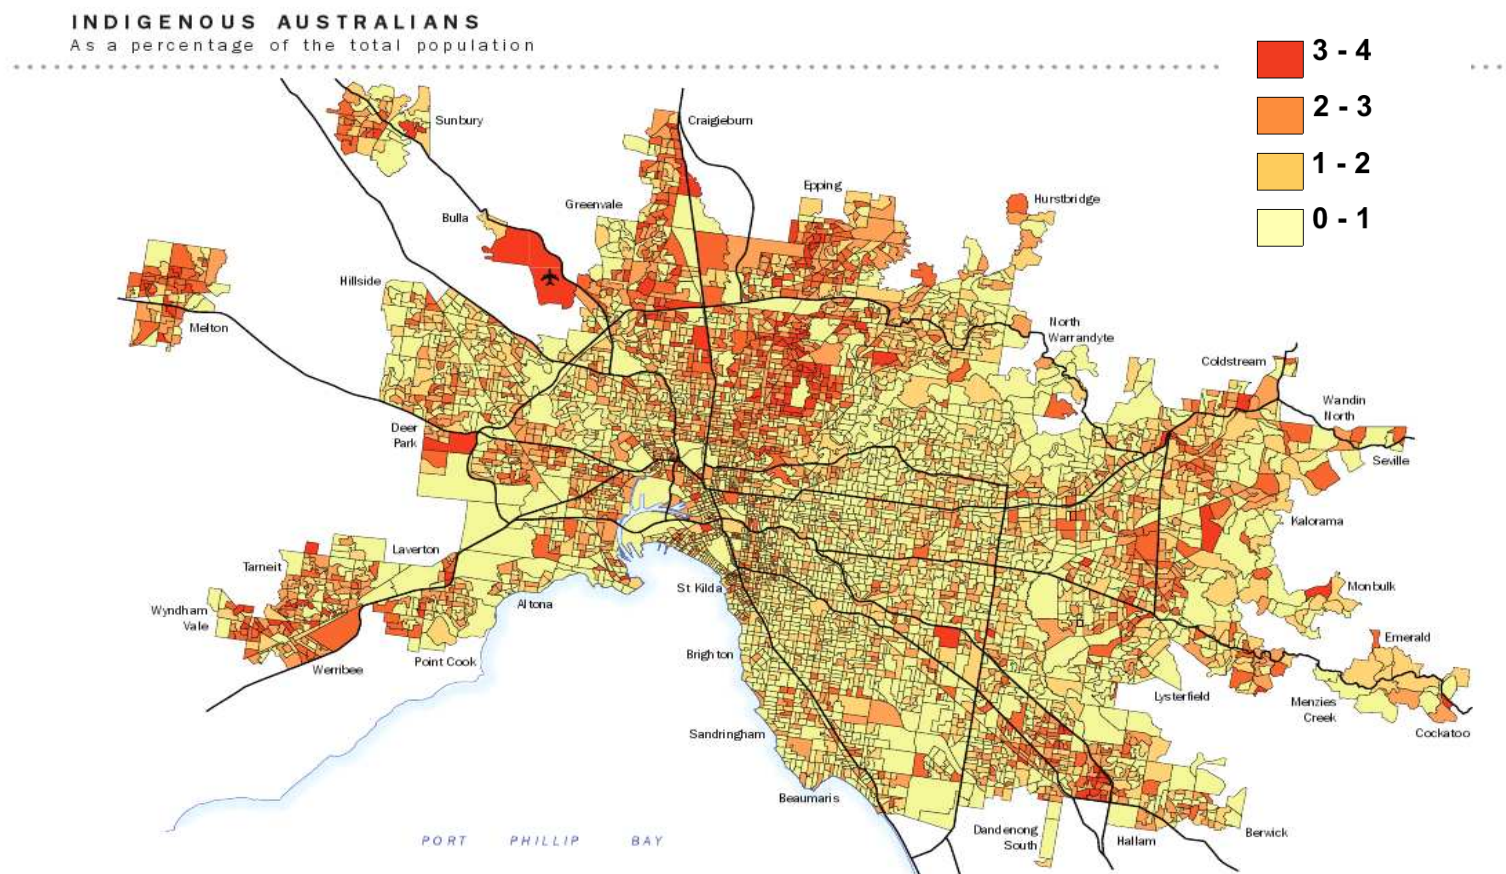 INDIGENOUS AUSTRALIANS
As a percentage of the total population
3 - 4
2 - 3
1 - 2
0 - 1
Sunbury
Craigieburn
Epping
Hurstbridge
Greenvale
Bulla
Hillside
Melton
North
Warrandyte
Coldstream
Wandin
North
Deer
Park
Seville
Kalorama
Laverton
Tarneit
Wyndham
Vale
Altona
St Kilda
Monbulk
Emerald
Werribee
Point Cook
Brighton
Lysterfield
Menzies
Creek
Cockatoo
Sandringham
Beaumaris
Dandenong
South
Hallam
Berwick
PORT PHILLIP BAY